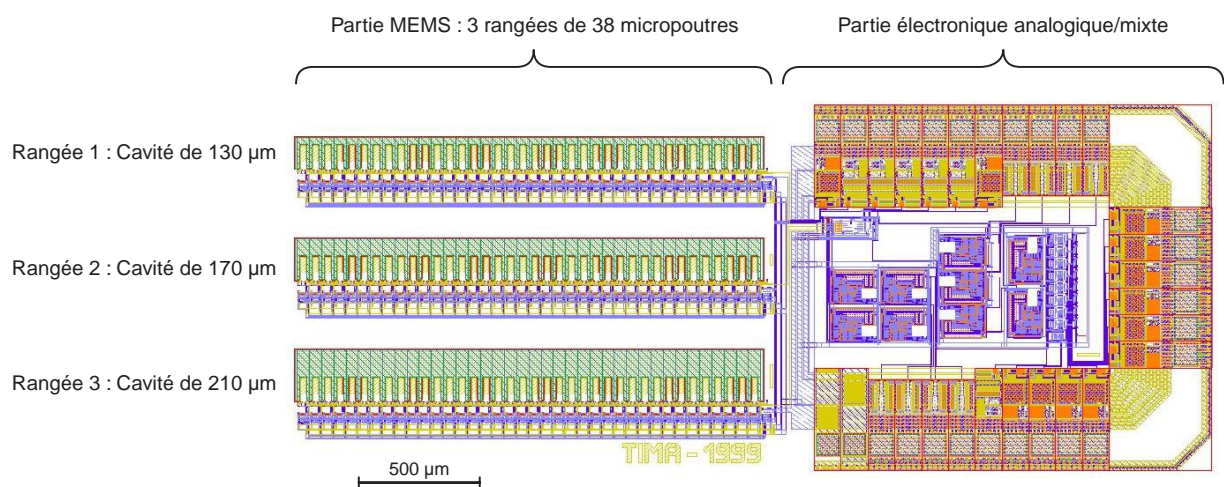 Partie MEMS : 3 rangées de 38 micropoutres
Partie électronique analogique/mixte
Rangée 1 : Cavité de 130 µm
Rangée 2 : Cavité de 170 µm
Rangée 3 : Cavité de 210 µm
TIMA - 1999
500 µm